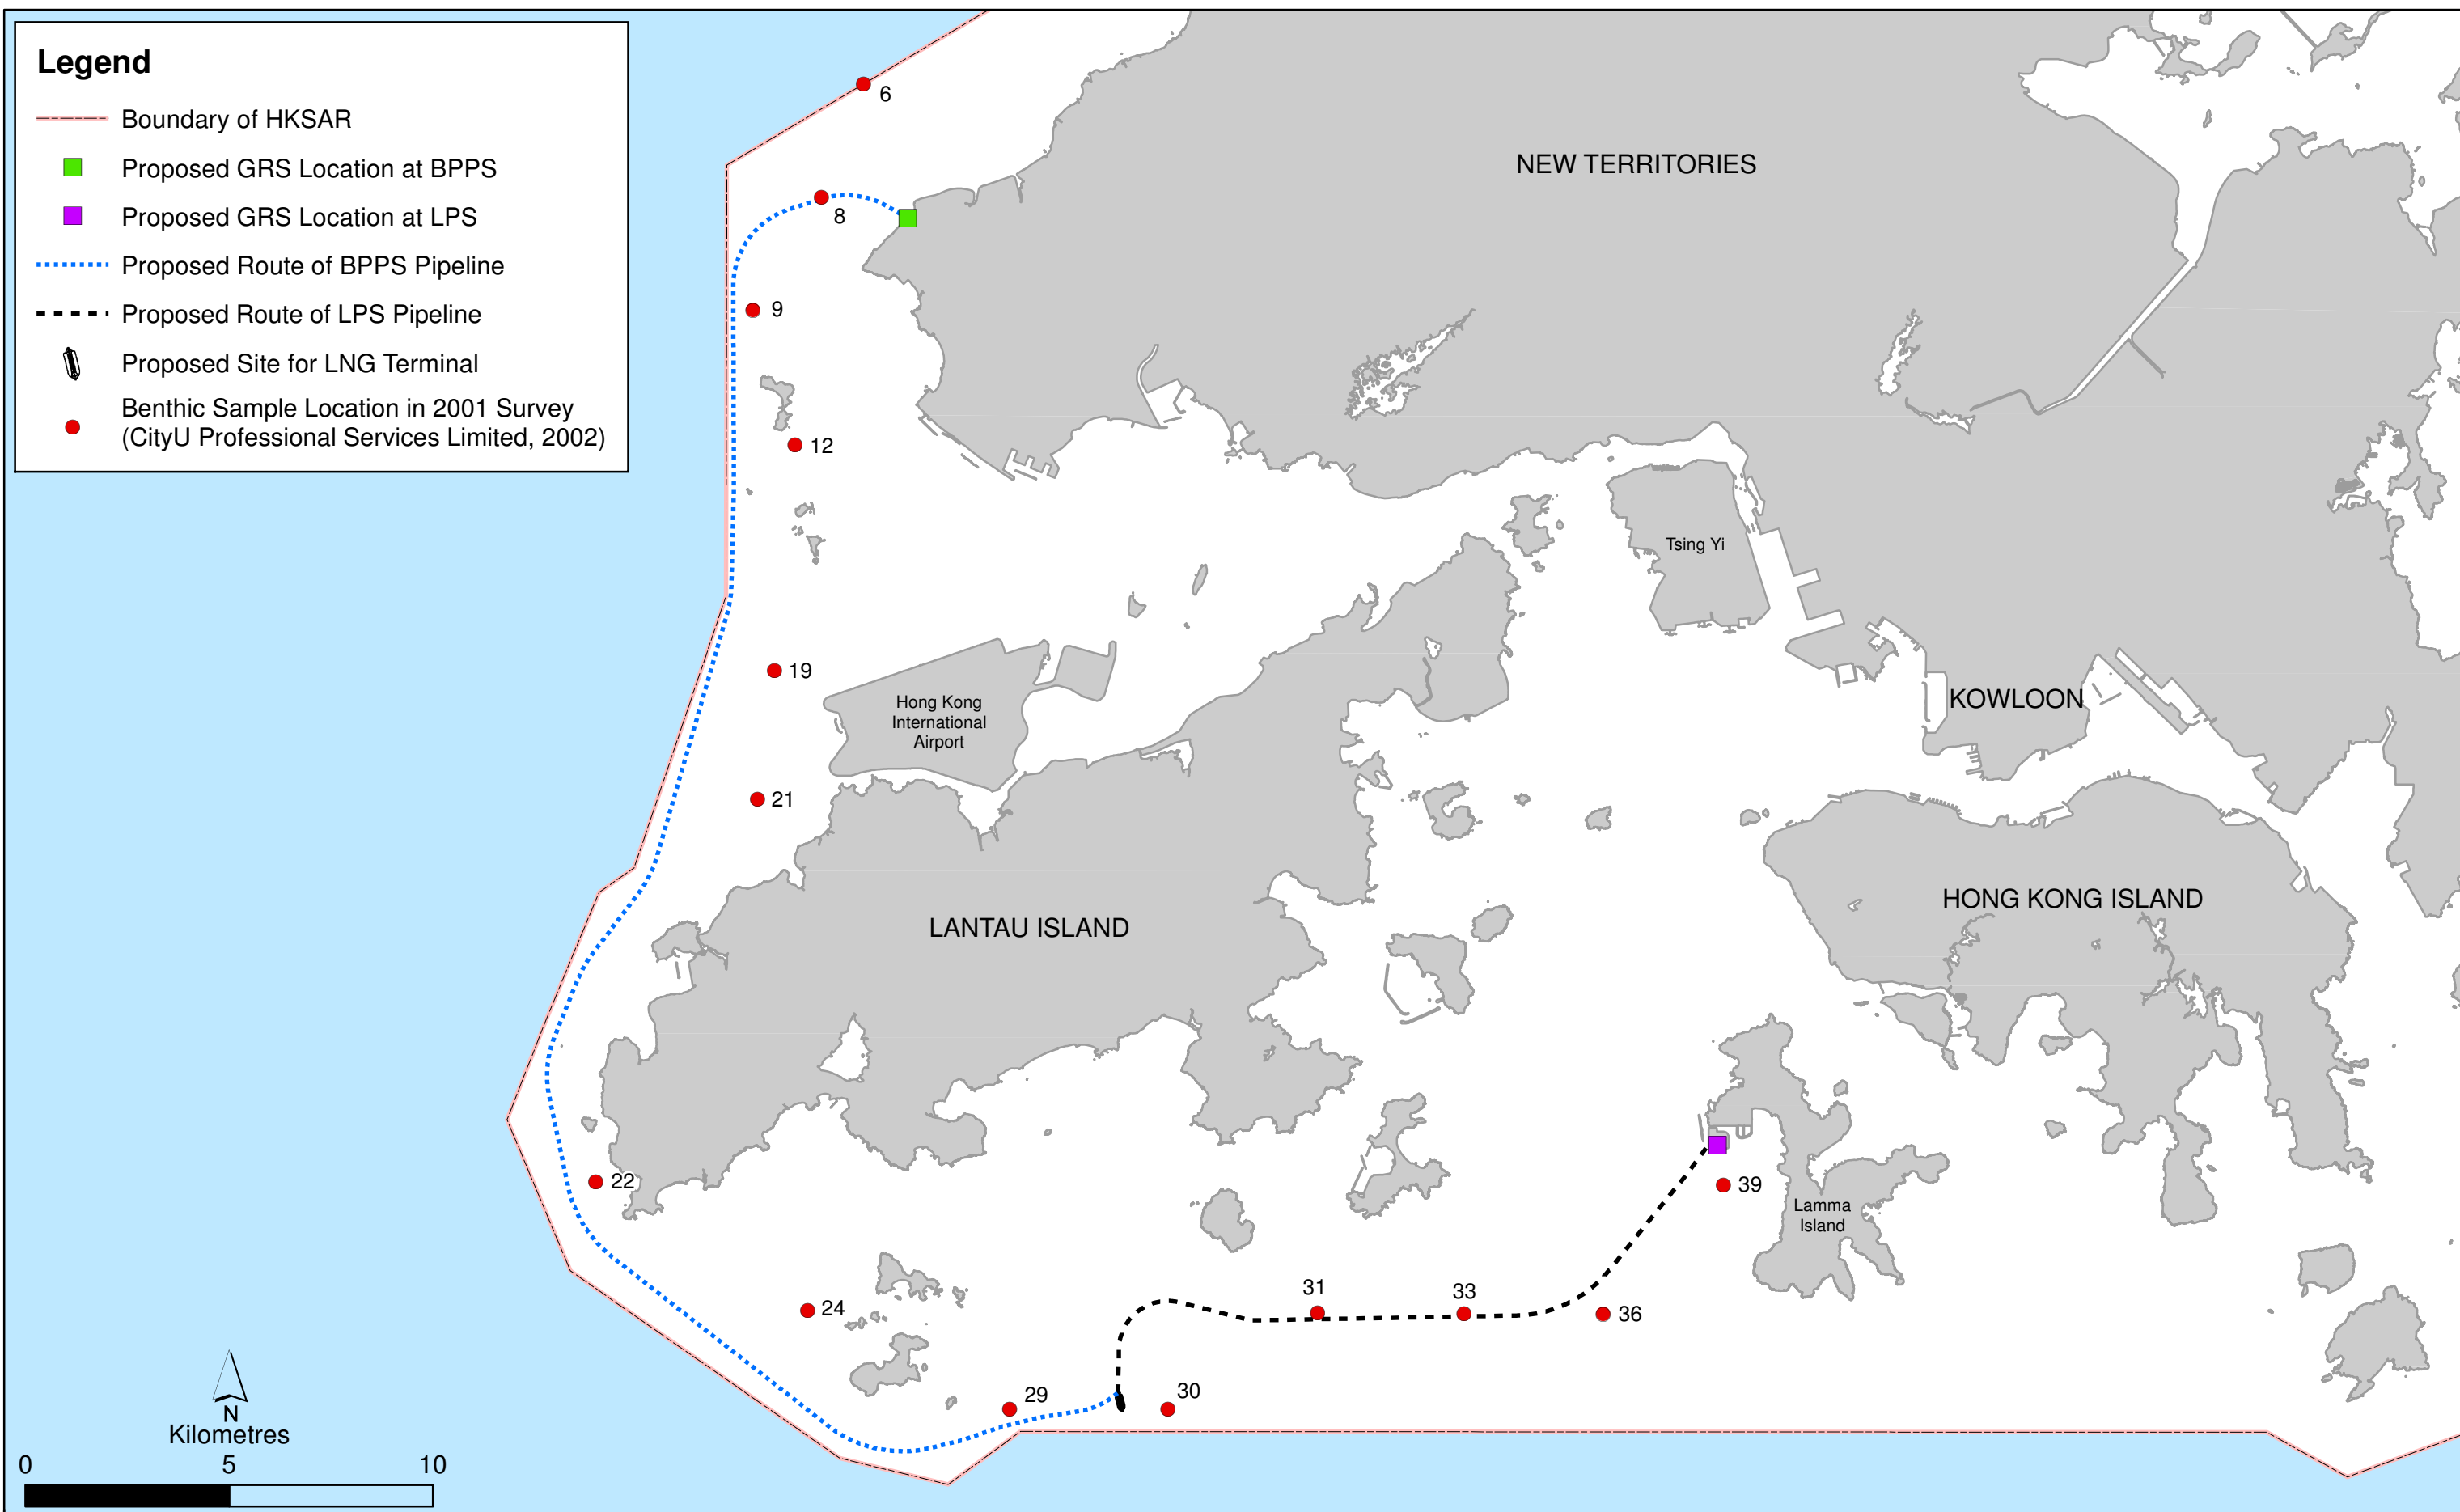 Legend
Boundary of HKSAR
Proposed GRS Location at BPPS
Proposed GRS Location at LPS
Proposed Route of BPPS Pipeline
Proposed Route of LPS Pipeline
Proposed Site for LNG Terminal
Benthic Sample Location in 2001 Survey
(CityU Professional Services Limited, 2002)
6
NEW TERRITORIES
8
9
12
Tsing Yi
19
Hong Kong
International
Airport
KOWLOON
21
HONG KONG ISLAND
LANTAU ISLAND
22
39
Lamma
Island
24
31
33
36
29
30
N
Kilometres
0
5
10